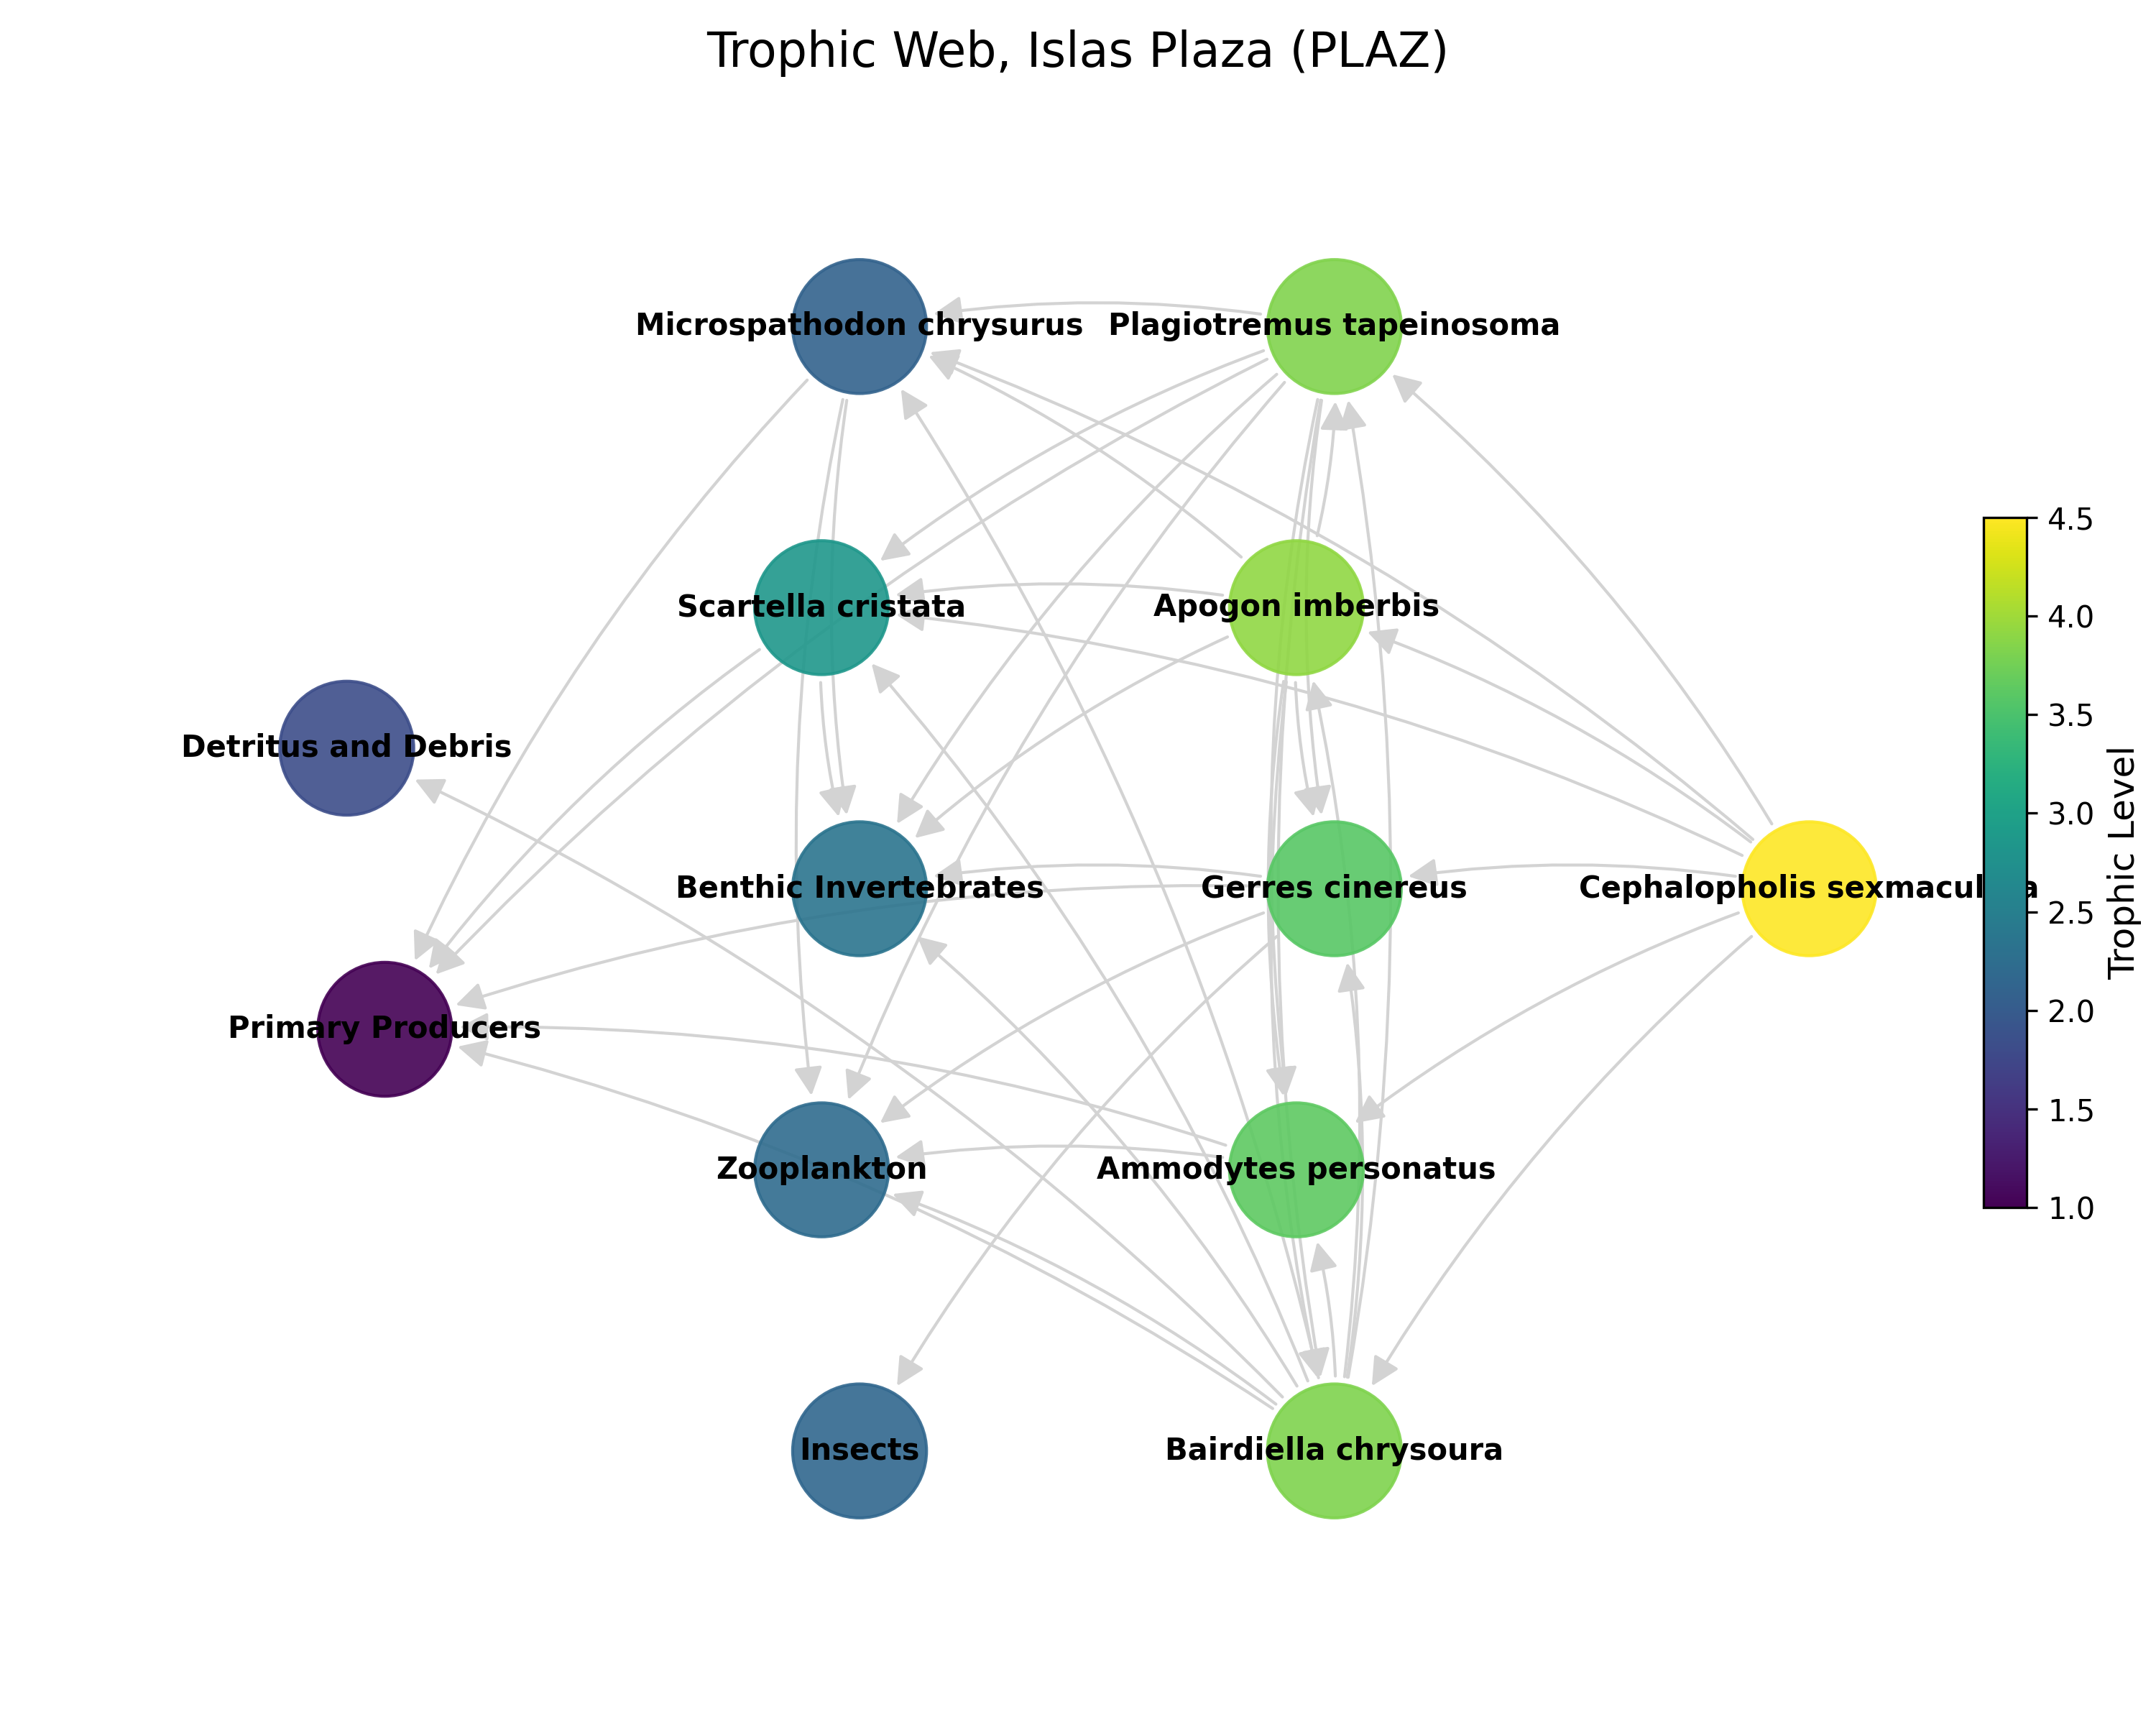 Trophic Web, Islas Plaza (PLAZ)
Microspathodon chrysurus
Plagiotremus tapeinosoma
Scartella cristata
Apogon imberbis
Detritus and Debris
Benthic Invertebrates
Gerres cinereus
Cephalopholis
Primary Producers
Zooplankton
Ammodytes personatus
Insects
Bairdiella chrysoura
4.5
4.0
3.5
3.0
2.5
2.0
1.5
1.0
Trophic Level